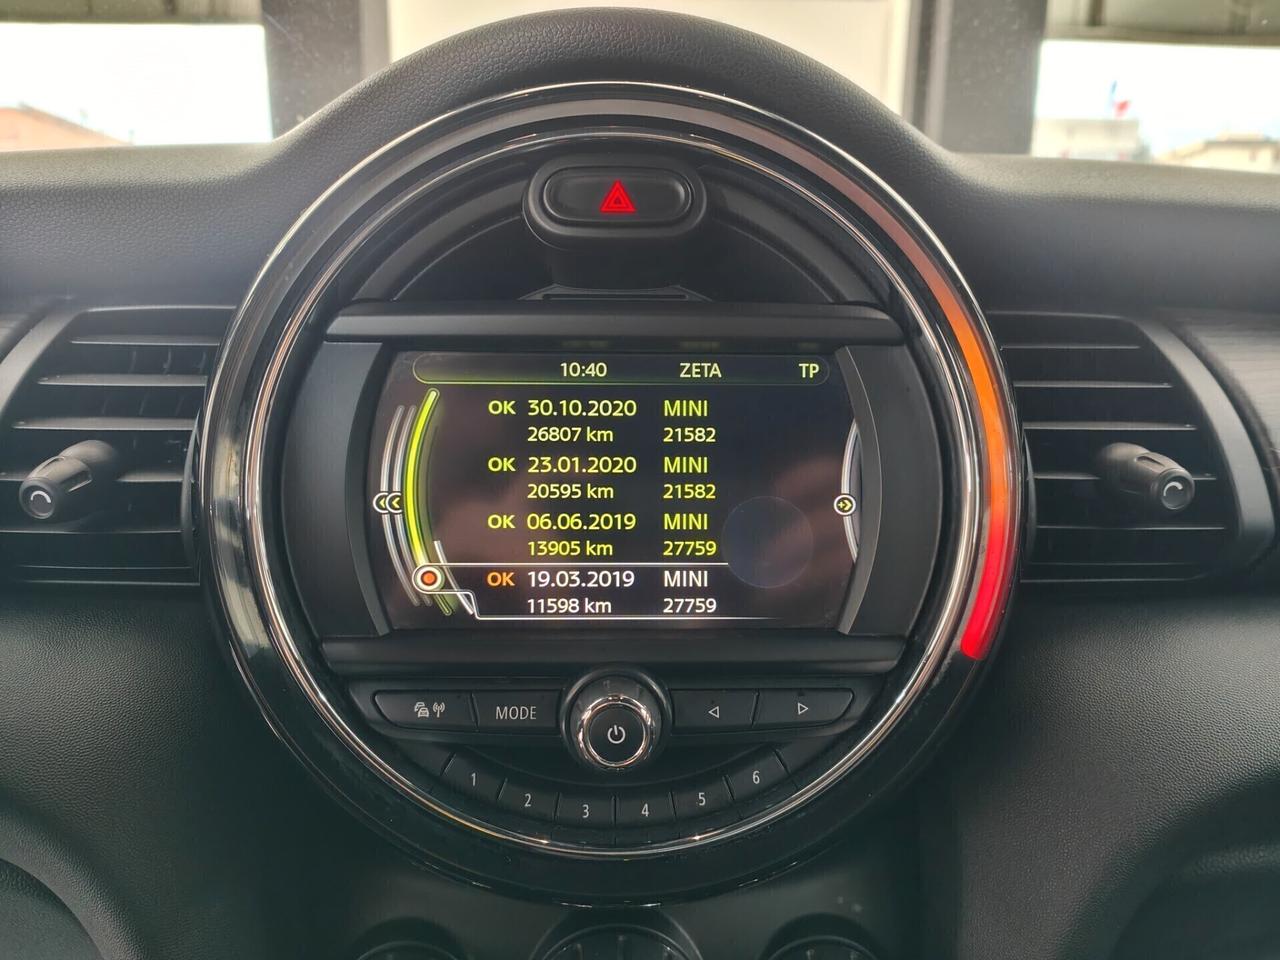 10:40 ZETA TP
OK 30.10.2020 MINI
26807 km 21582
OK 23.01.2020 MINI
20595 km 21582
OK 06.06.2019 MINI
13905 km 27759
OK 19.03.2019 MINI
11598 km 27759
MODE
1 2 3 4 5 6